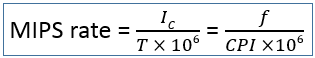 MIPS rate = I_c / (T × 10^6) = f / (CPI × 10^6)